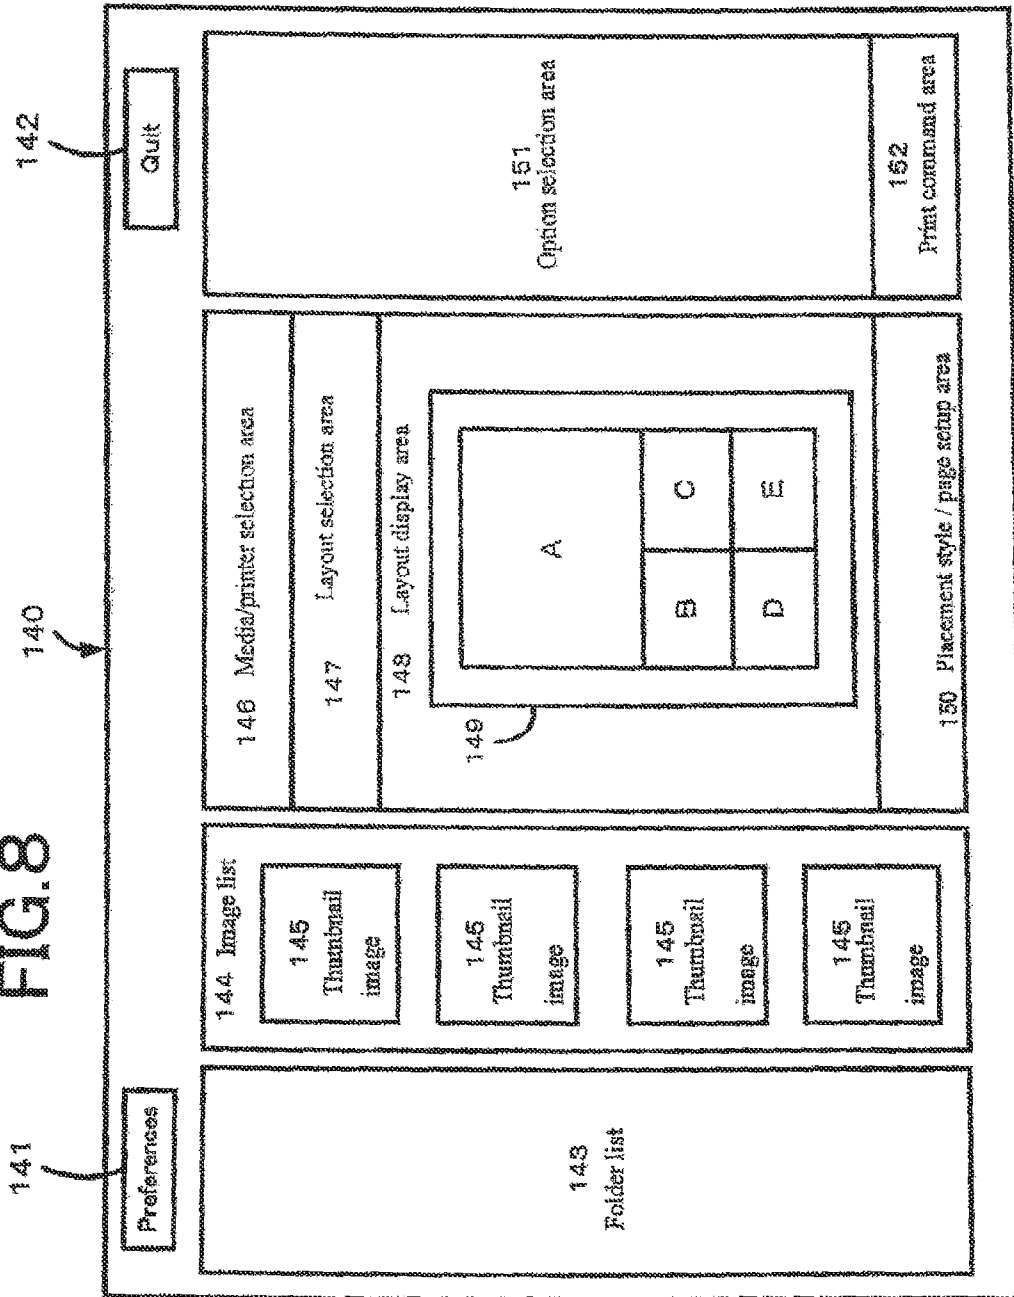 FIG.8
140
141
142
Preferences
Quit
143
Folder list
144 Image list
145
Thumbnail
image
145
Thumbnail
image
145
Thumbnail
image
145
Thumbnail
image
146 Media/printer selection area
147 Layout selection area
148 Layout display area
149
A
B
C
D
E
150 Placement style / page setup area
151
Option selection area
152
Print command area